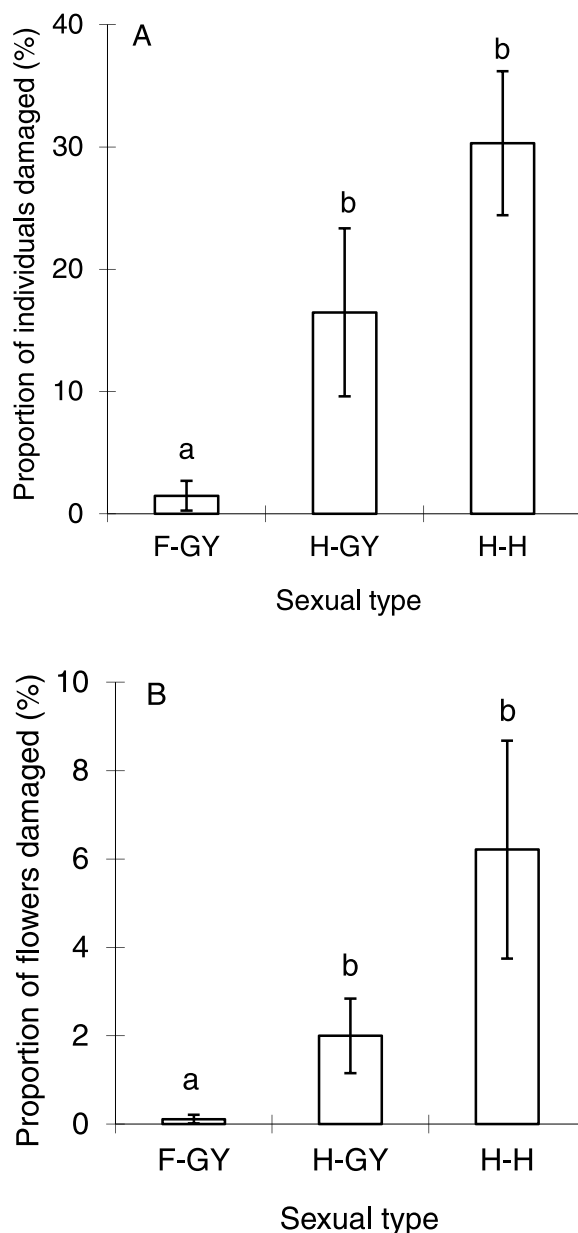 A
Proportion of individuals damaged (%)
40
30
20
10
0
a
b
b
F-GY H-GY H-H
Sexual type
B
Proportion of flowers damaged (%)
10
8
6
4
2
0
a
b
b
F-GY H-GY H-H
Sexual type